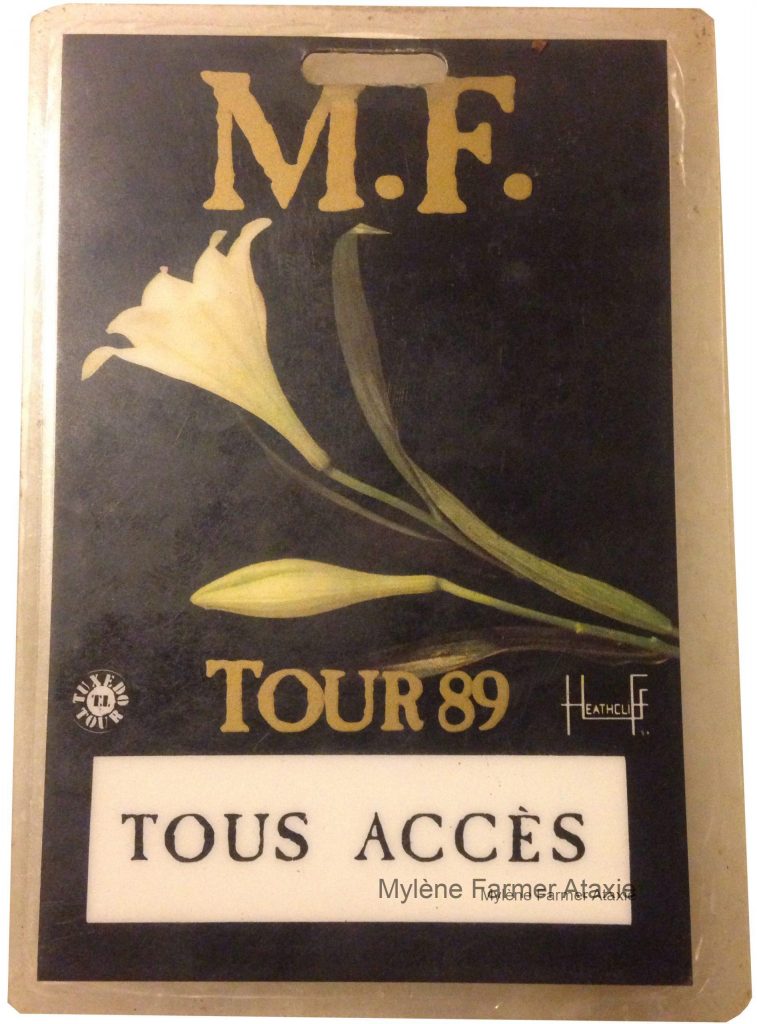 M.F.
TUXEDO
T.L
TOUR
TOUR 89
HEATHCLIFF
TOUS ACCÈS
Mylène Farmer Ataxie
Mylène Farmer Ataxie